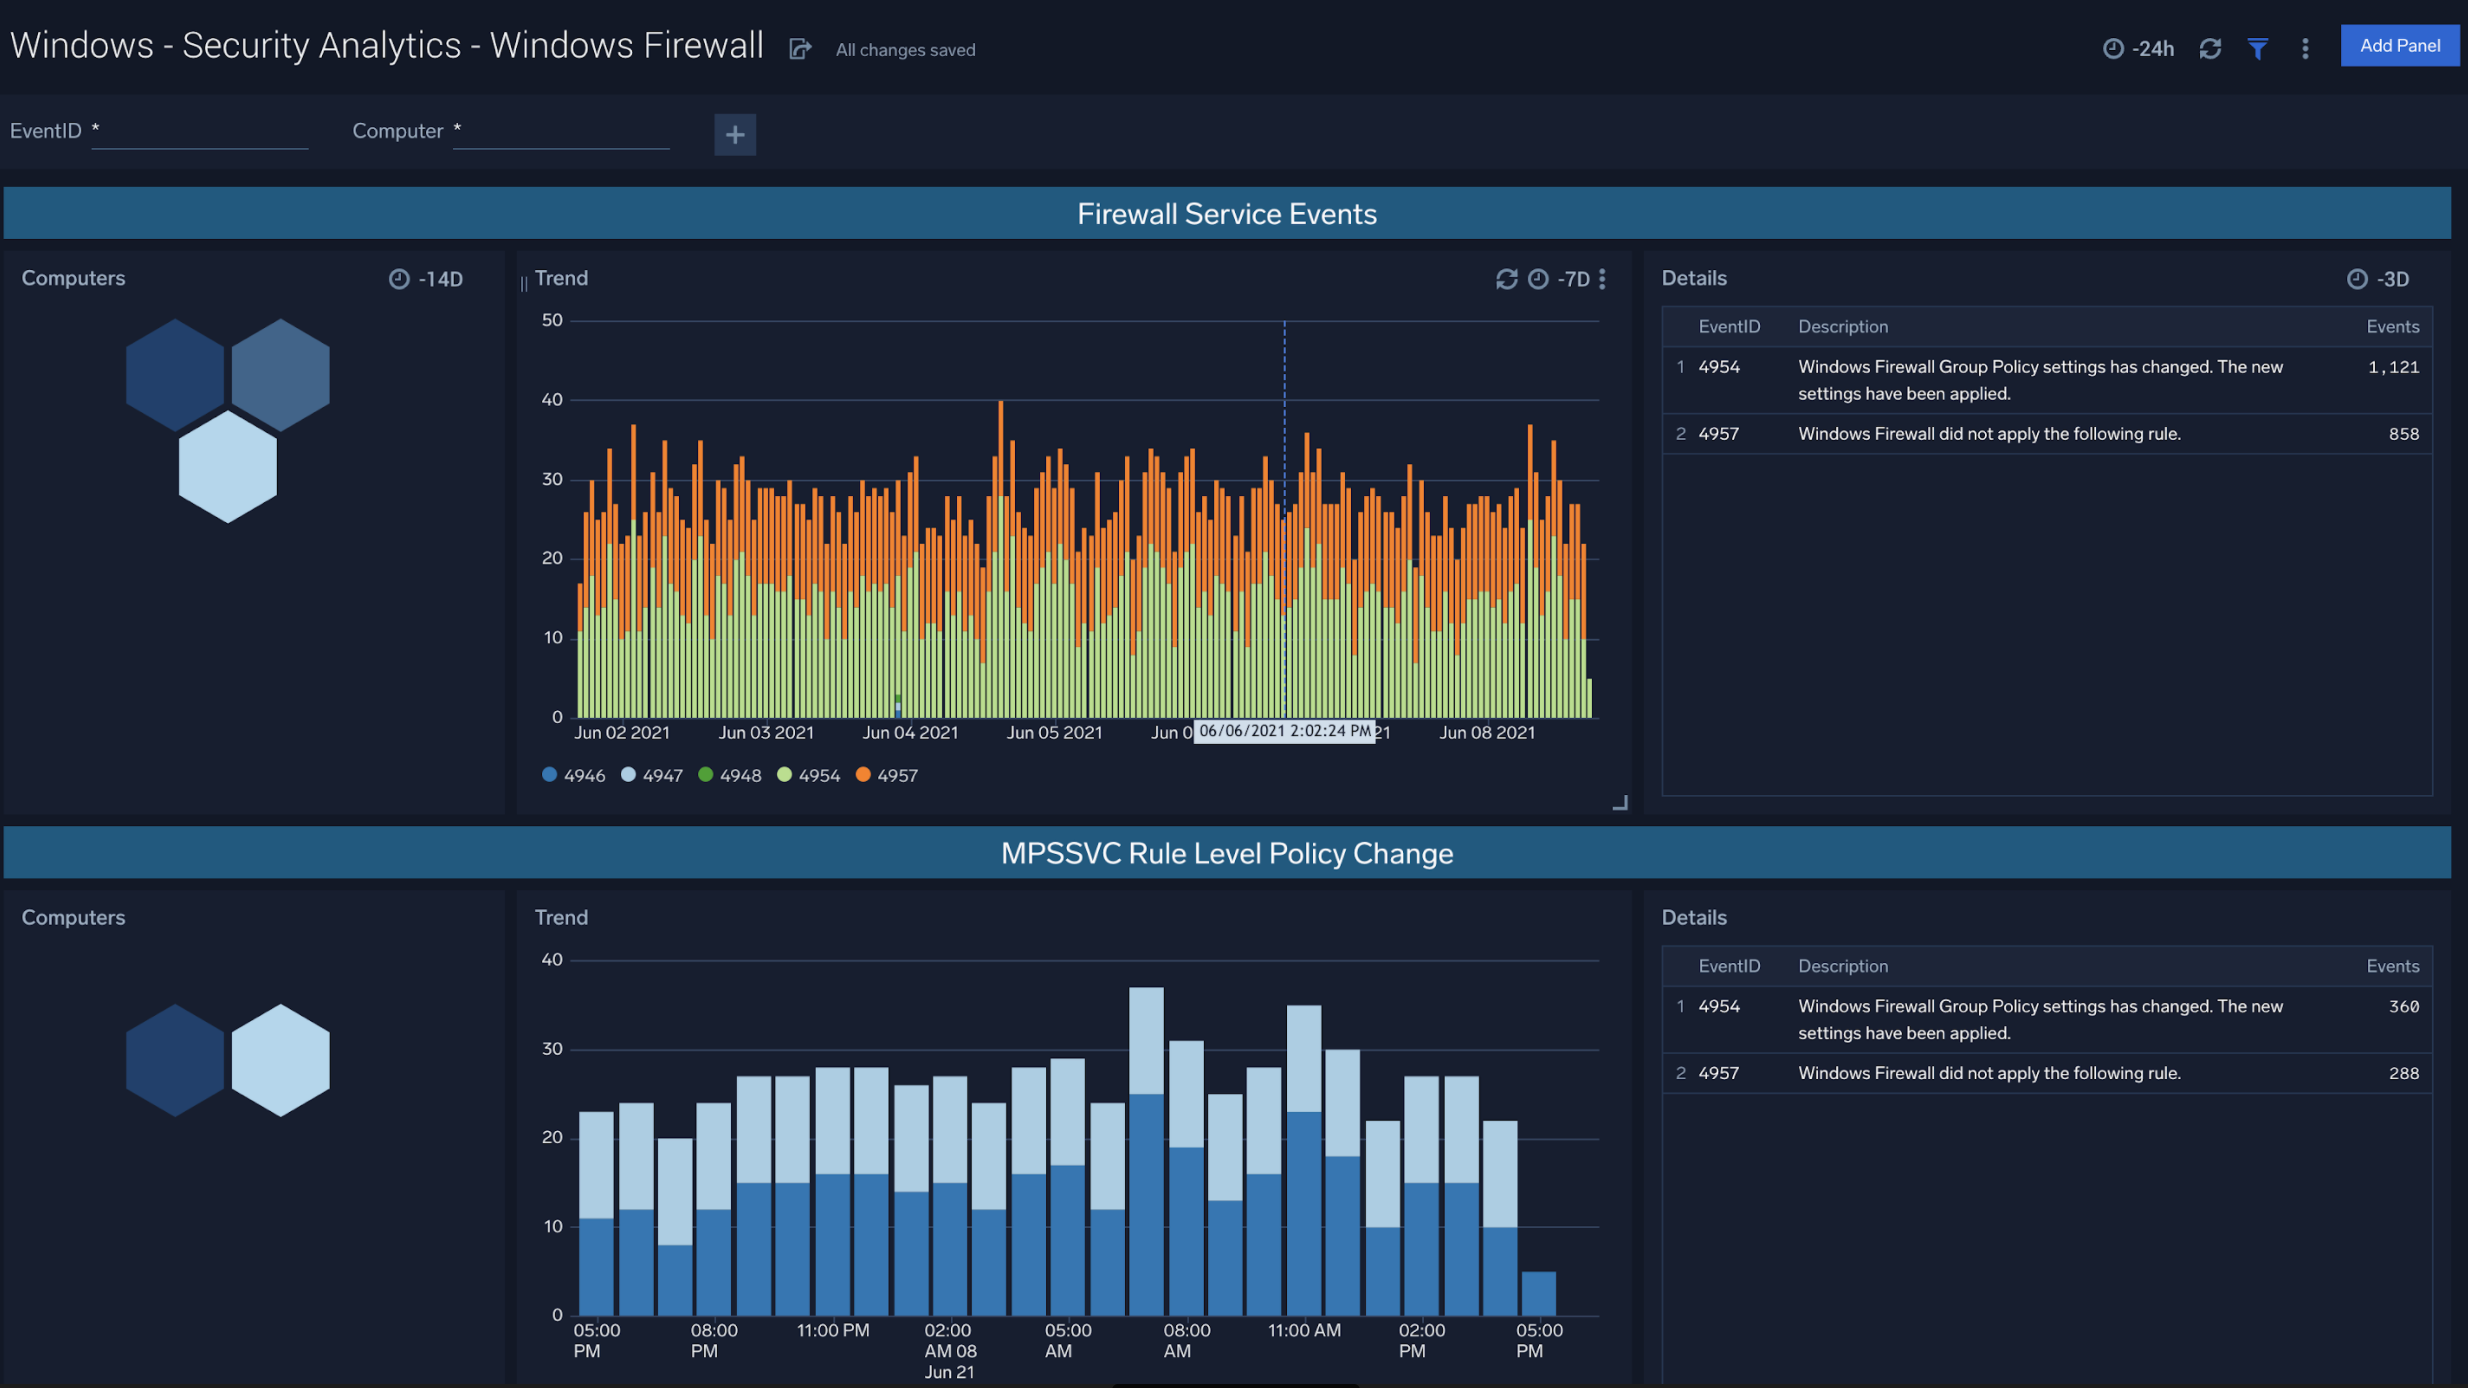 Windows - Security Analytics - Windows Firewall
All changes saved
-24h
Add Panel
EventID *
Computer *
Firewall Service Events
Computers
-14D
Trend
-7D
50
40
30
20
10
0
Jun 02 2021
Jun 03 2021
Jun 04 2021
Jun 05 2021
Jun 0
06/06/2021 2:02:24 PM
21
Jun 08 2021
4946
4947
4948
4954
4957
Details
-3D
EventID Description Events
1 4954 Windows Firewall Group Policy settings has changed. The new 1,121
settings have been applied.
2 4957 Windows Firewall did not apply the following rule. 858
MPSSVC Rule Level Policy Change
Computers
Trend
40
30
20
10
0
05:00
PM
08:00
PM
11:00 PM
02:00
AM 08
Jun 21
05:00
AM
08:00
AM
11:00 AM
02:00
PM
05:00
PM
Details
EventID Description Events
1 4954 Windows Firewall Group Policy settings has changed. The new 360
settings have been applied.
2 4957 Windows Firewall did not apply the following rule. 288